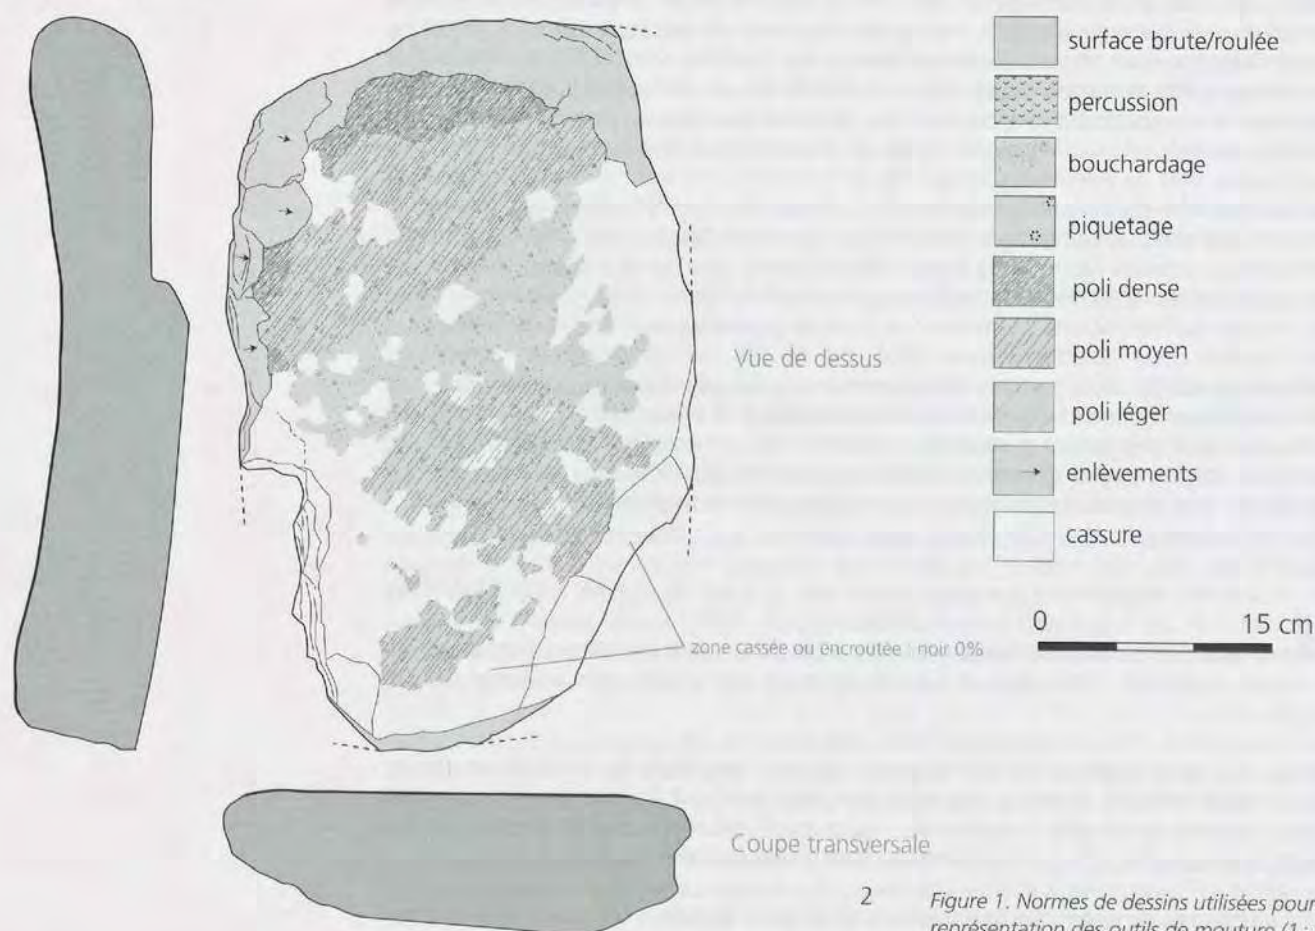 surface brute/roulée
percussion
bouchardage
piquetage
poli dense
poli moyen
poli léger
enlèvements
cassure
Vue de dessus
zone cassée ou encroutée noir 0%
0 15 cm
Coupe transversale
2
Figure 1. Normes de dessins utilisées pour
représentation des outils de mouture (1